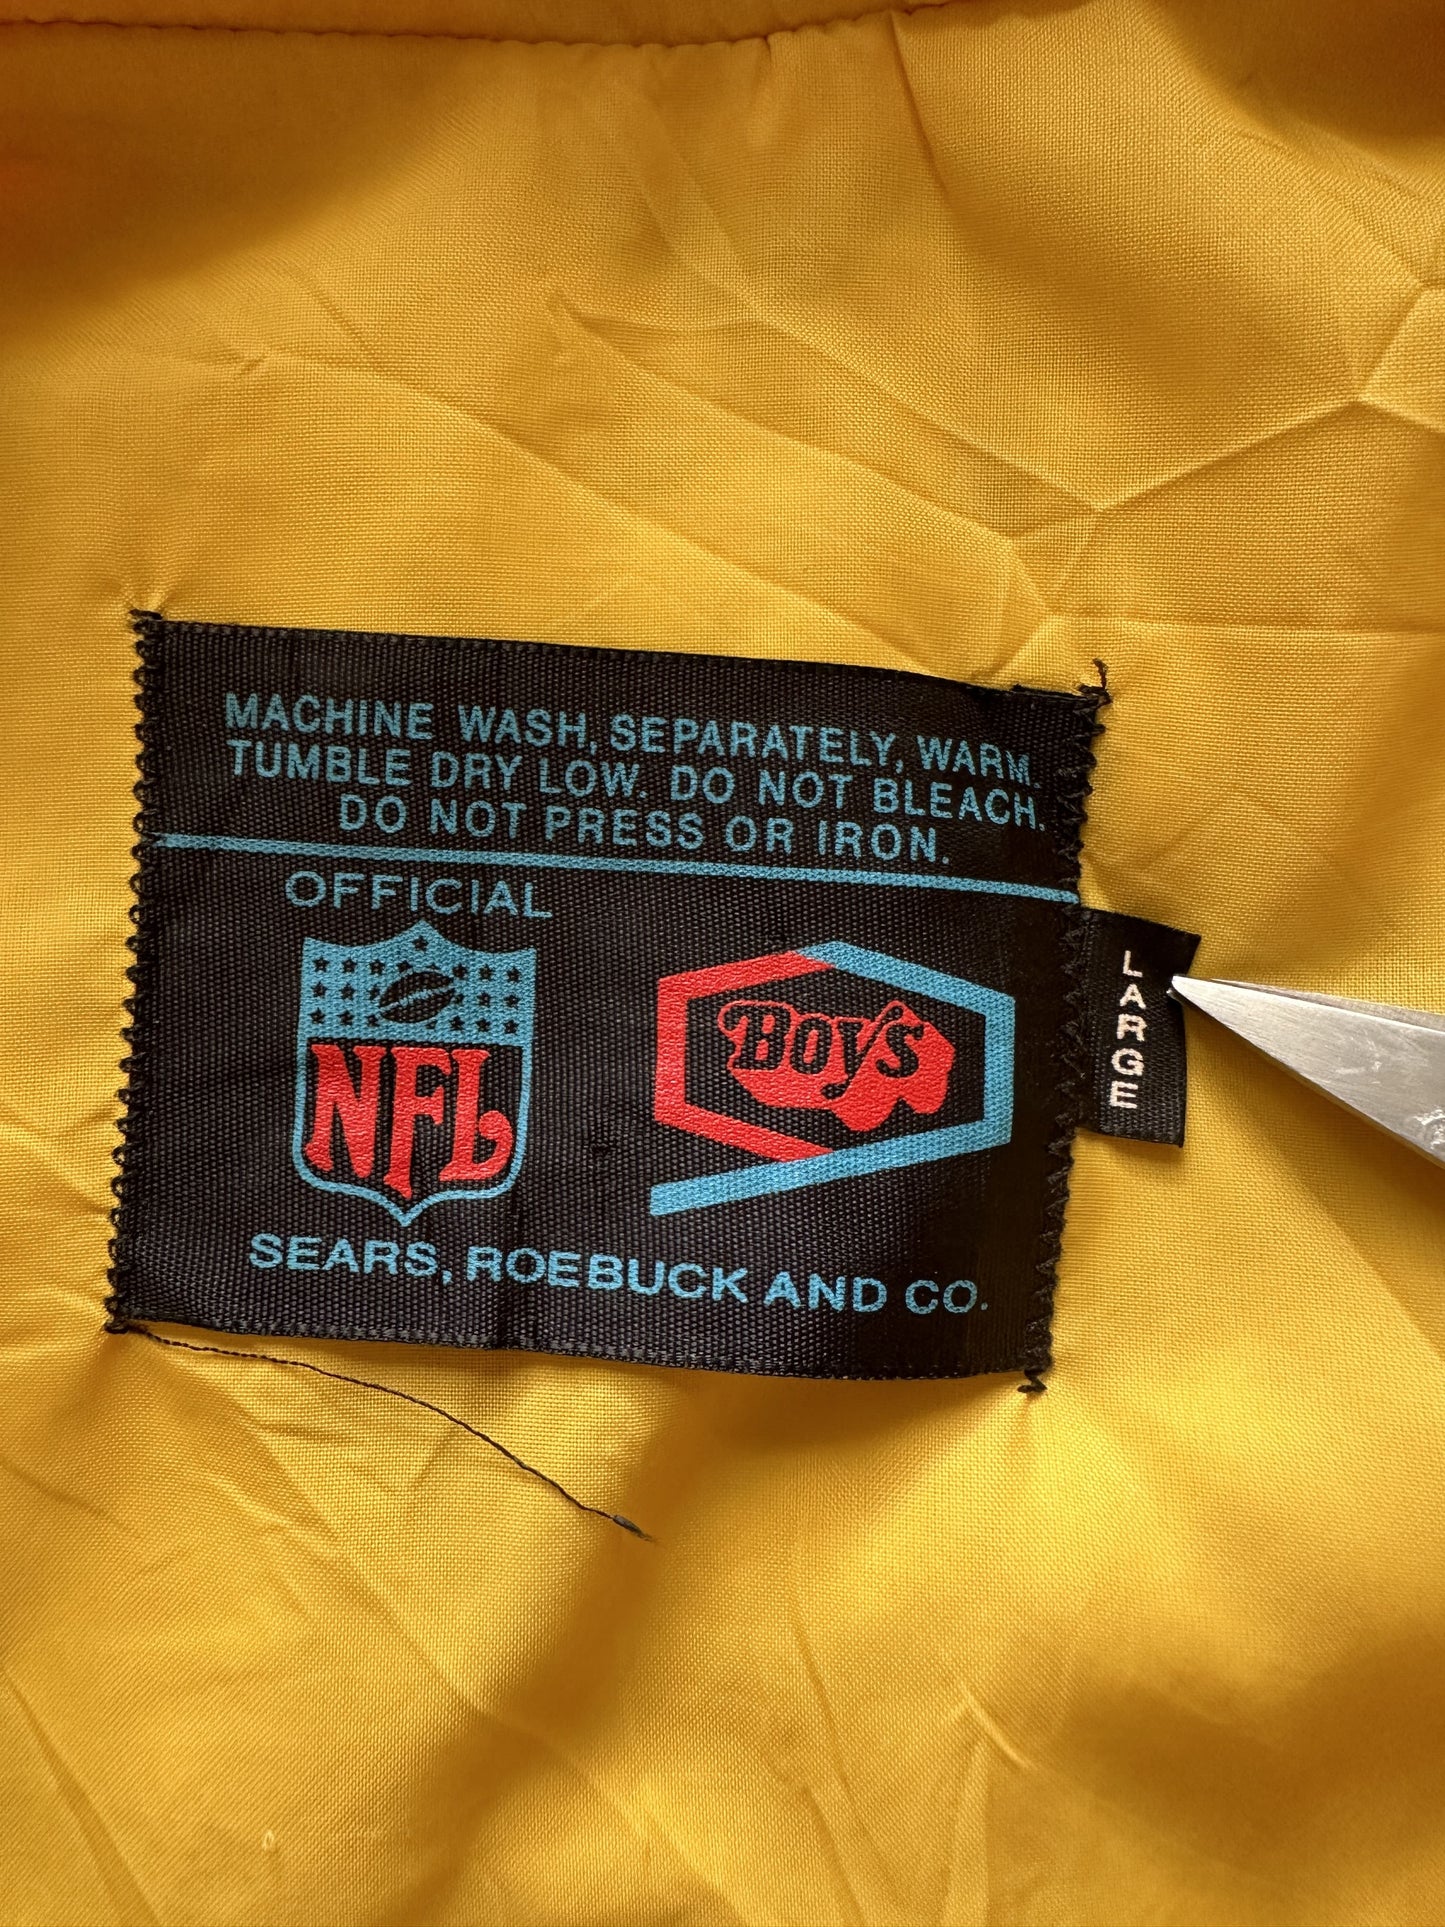 MACHINE WASH, SEPARATELY, WARM.
TUMBLE DRY LOW. DO NOT BLEACH.
DO NOT PRESS OR IRON.
OFFICIAL
NFL
Boy's
SEARS, ROEBUCK AND CO.
LARGE